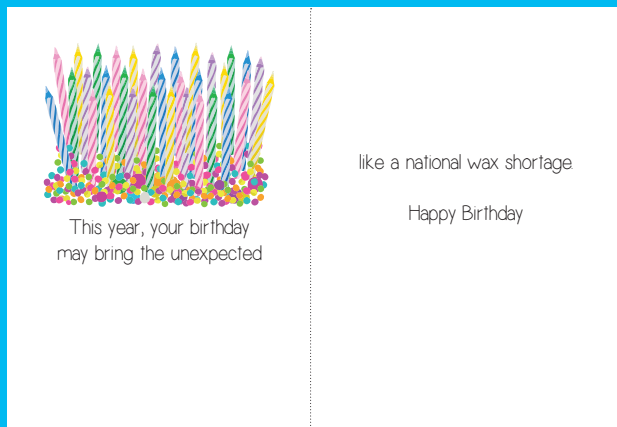 This year, your birthday
may bring the unexpected
like a national wax shortage.
Happy Birthday